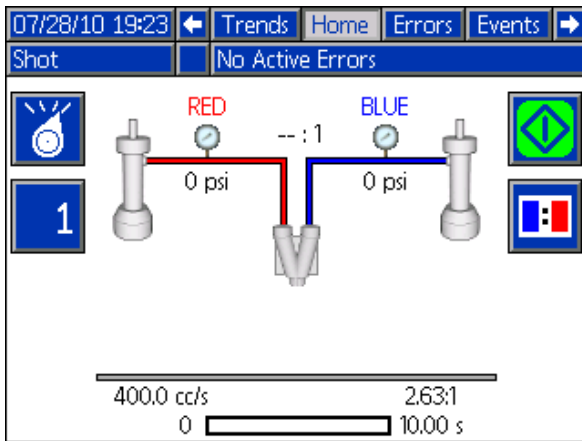 07/28/10 19:23 Trends Home Errors Events
Shot No Active Errors
RED BLUE
-- : 1
0 psi 0 psi
1
400.0 cc/s 2.63:1
0 10.00 s